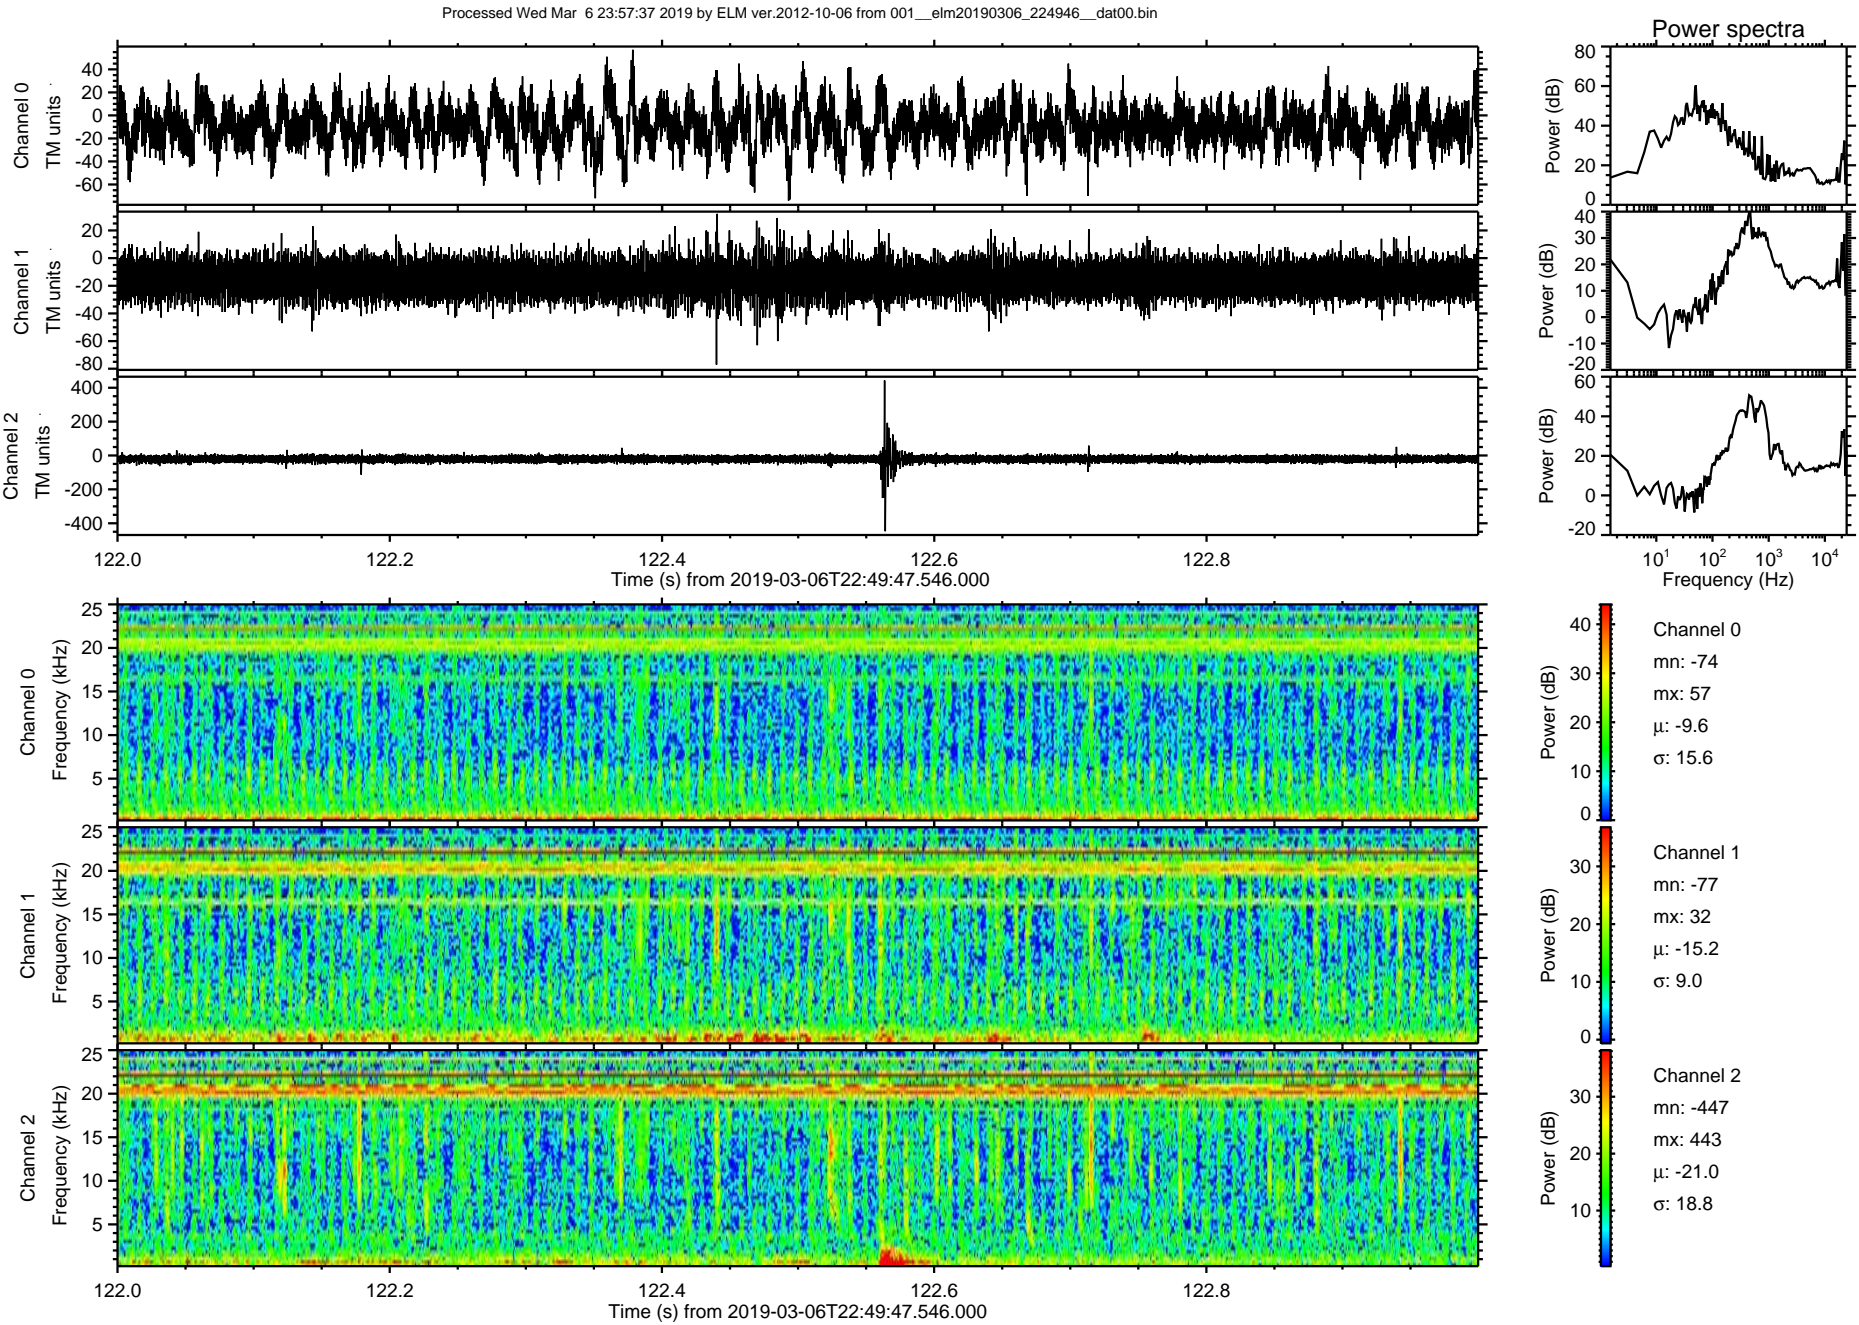 Processed Wed Mar 6 23:57:37 2019 by ELM ver.2012-10-06 from 001__elm20190306_224946__dat00.bin
Power spectra
Channel 0
TM units
40
20
0
-20
-40
-60
Power (dB)
80
60
40
20
0
Channel 1
TM units
20
0
-20
-40
-60
-80
Power (dB)
40
30
20
10
0
-10
-20
Channel 2
TM units
400
200
0
-200
-400
Power (dB)
60
40
20
0
-20
122.0 122.2 122.4 122.6 122.8
Time (s) from 2019-03-06T22:49:47.546.000
10¹ 10² 10³ 10⁴
Frequency (Hz)
Channel 0
Frequency (kHz)
25
20
15
10
5
Power (dB)
40
30
20
10
0
Channel 0
mn: -74
mx: 57
μ: -9.6
σ: 15.6
Channel 1
Frequency (kHz)
25
20
15
10
5
Power (dB)
30
20
10
0
Channel 1
mn: -77
mx: 32
μ: -15.2
σ: 9.0
Channel 2
Frequency (kHz)
25
20
15
10
5
Power (dB)
30
20
10
Channel 2
mn: -447
mx: 443
μ: -21.0
σ: 18.8
122.0 122.2 122.4 122.6 122.8
Time (s) from 2019-03-06T22:49:47.546.000